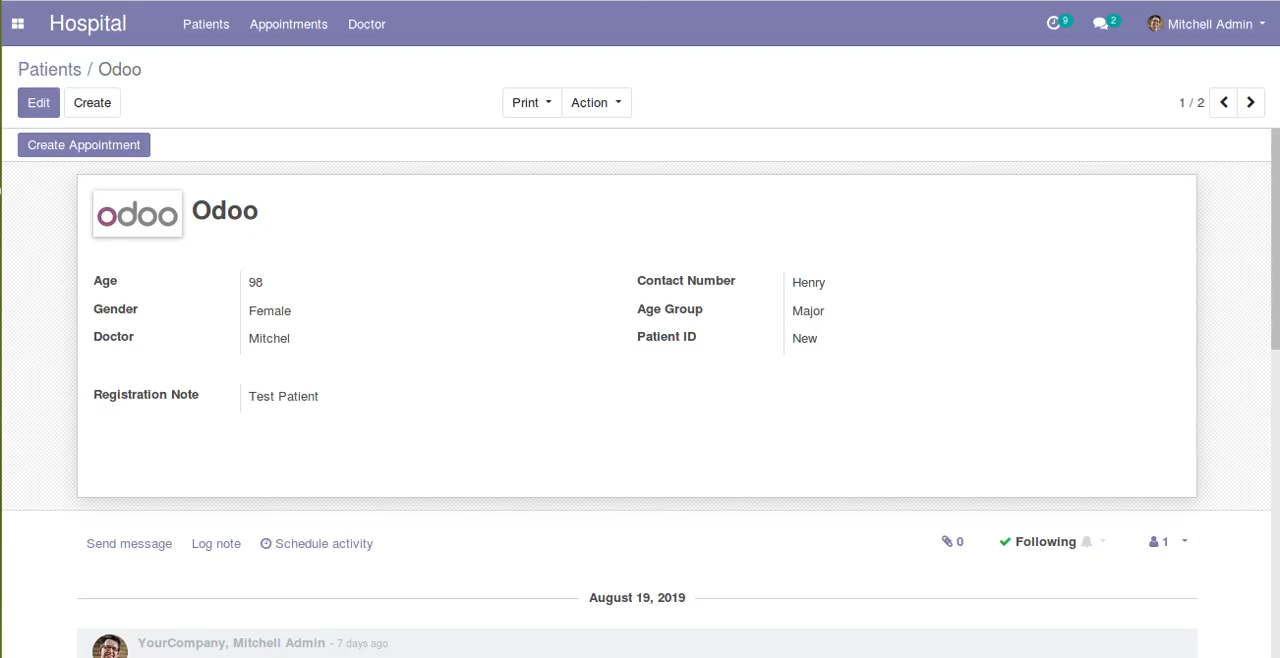 Hospital Patients Appointments Doctor 9 2 Mitchell Admin
Patients / Odoo
Edit Create Print Action 1 / 2
Create Appointment
odoo Odoo
Age 98 Contact Number Henry
Gender Female Age Group Major
Doctor Mitchel Patient ID New
Registration Note Test Patient
Send message Log note Schedule activity 0 Following 1
August 19, 2019
YourCompany, Mitchell Admin - 7 days ago